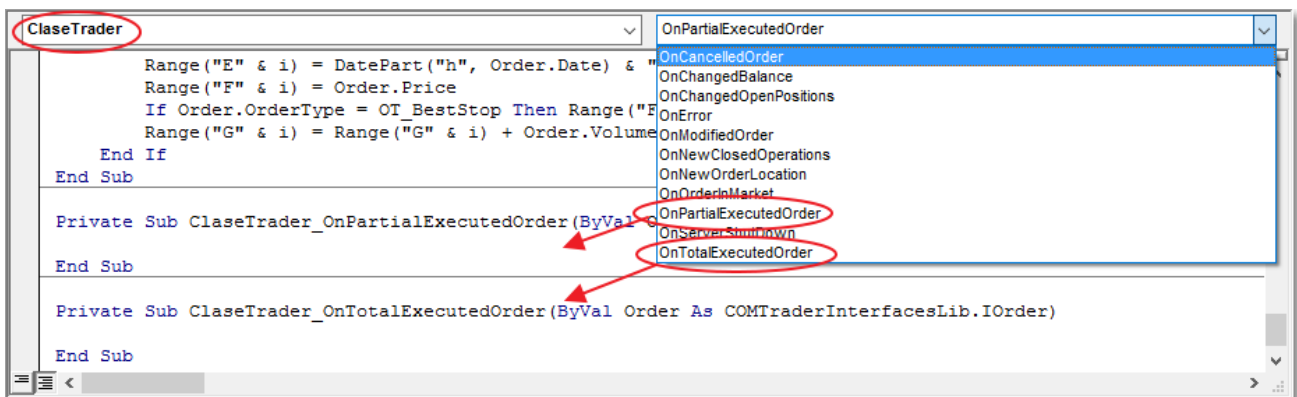 ClaseTrader
OnPartialExecutedOrder
Range("E" & i) = DatePart("h", Order.Date) & "
Range("F" & i) = Order.Price
If Order.OrderType = OT_BestStop Then Range("F
Range("G" & i) = Range("G" & i) + Order.Volume
End If
End Sub
Private Sub ClaseTrader_OnPartialExecutedOrder(ByVal O
End Sub
Private Sub ClaseTrader_OnTotalExecutedOrder(ByVal Order As COMTraderInterfacesLib.IOrder)
End Sub
OnCancelledOrder
OnChangedBalance
OnChangedOpenPositions
OnError
OnModifiedOrder
OnNewClosedOperations
OnNewOrderLocation
OnOrderInMarket
OnPartialExecutedOrder
OnServerShutDown
OnTotalExecutedOrder